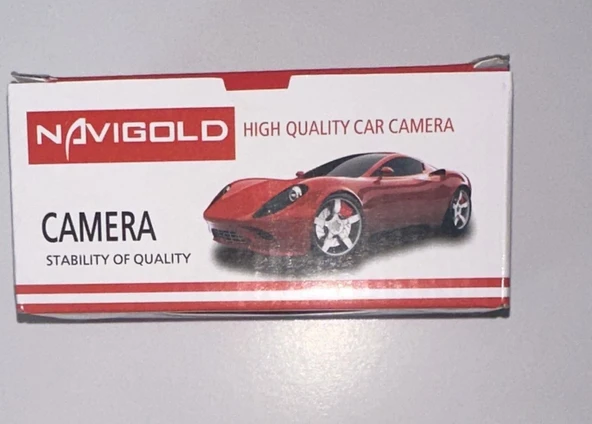 NAVIGOLD HIGH QUALITY CAR CAMERA
CAMERA
STABILITY OF QUALITY